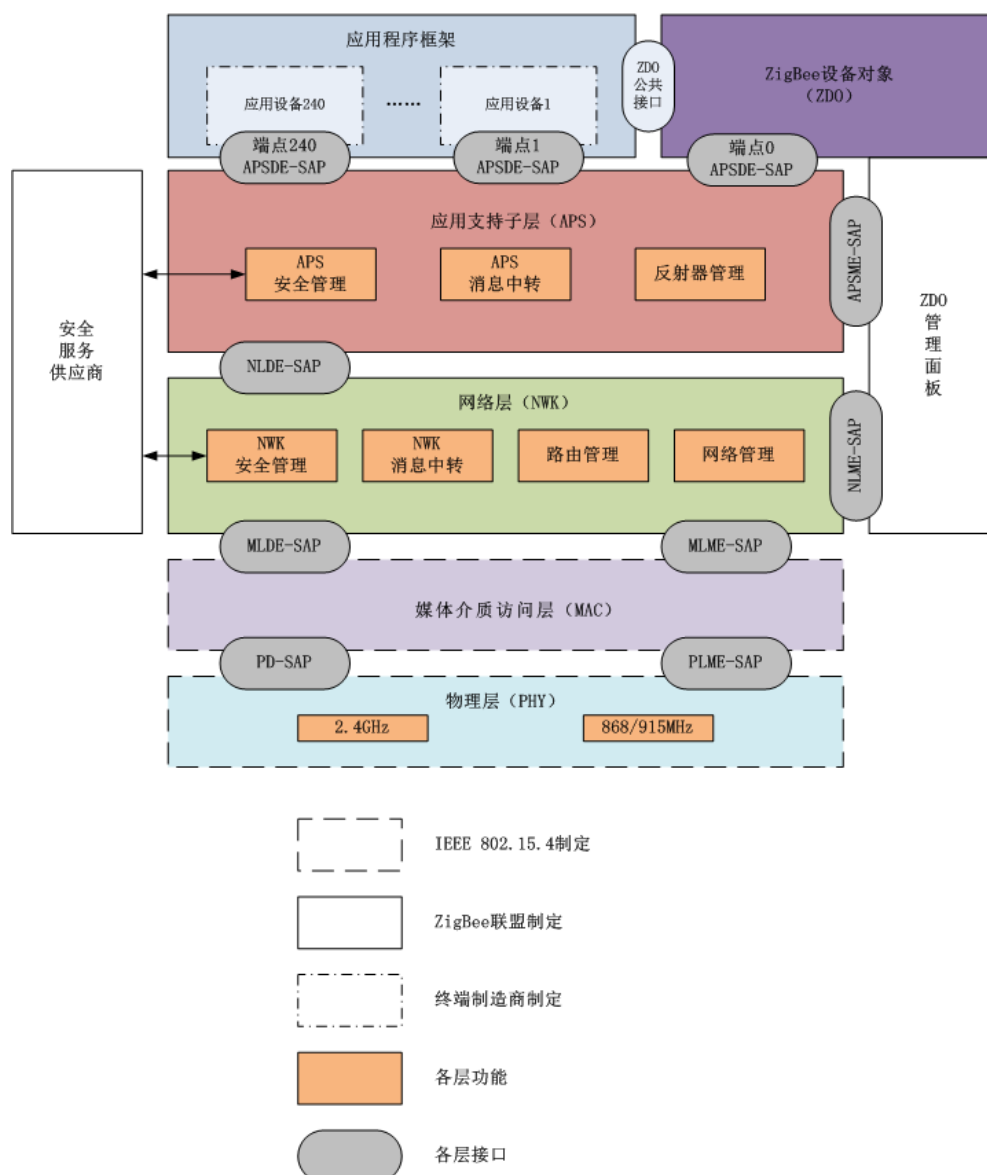 应用程序框架
应用设备240
······
应用设备1
ZDO
公共
接口
ZigBee设备对象
（ZDO）
端点240
APSDE-SAP
端点1
APSDE-SAP
端点0
APSDE-SAP
应用支持子层（APS）
APS
安全管理
APS
消息中转
反射器管理
APSME-SAP
安全
服务
供应商
ZDO
管
理
面
板
NLDE-SAP
网络层（NWK）
NWK
安全管理
NWK
消息中转
路由管理
网络管理
NLME-SAP
MLDE-SAP
MLME-SAP
媒体介质访问层（MAC）
PD-SAP
PLME-SAP
物理层（PHY）
2.4GHz
868/915MHz
IEEE 802.15.4制定
ZigBee联盟制定
终端制造商制定
各层功能
各层接口